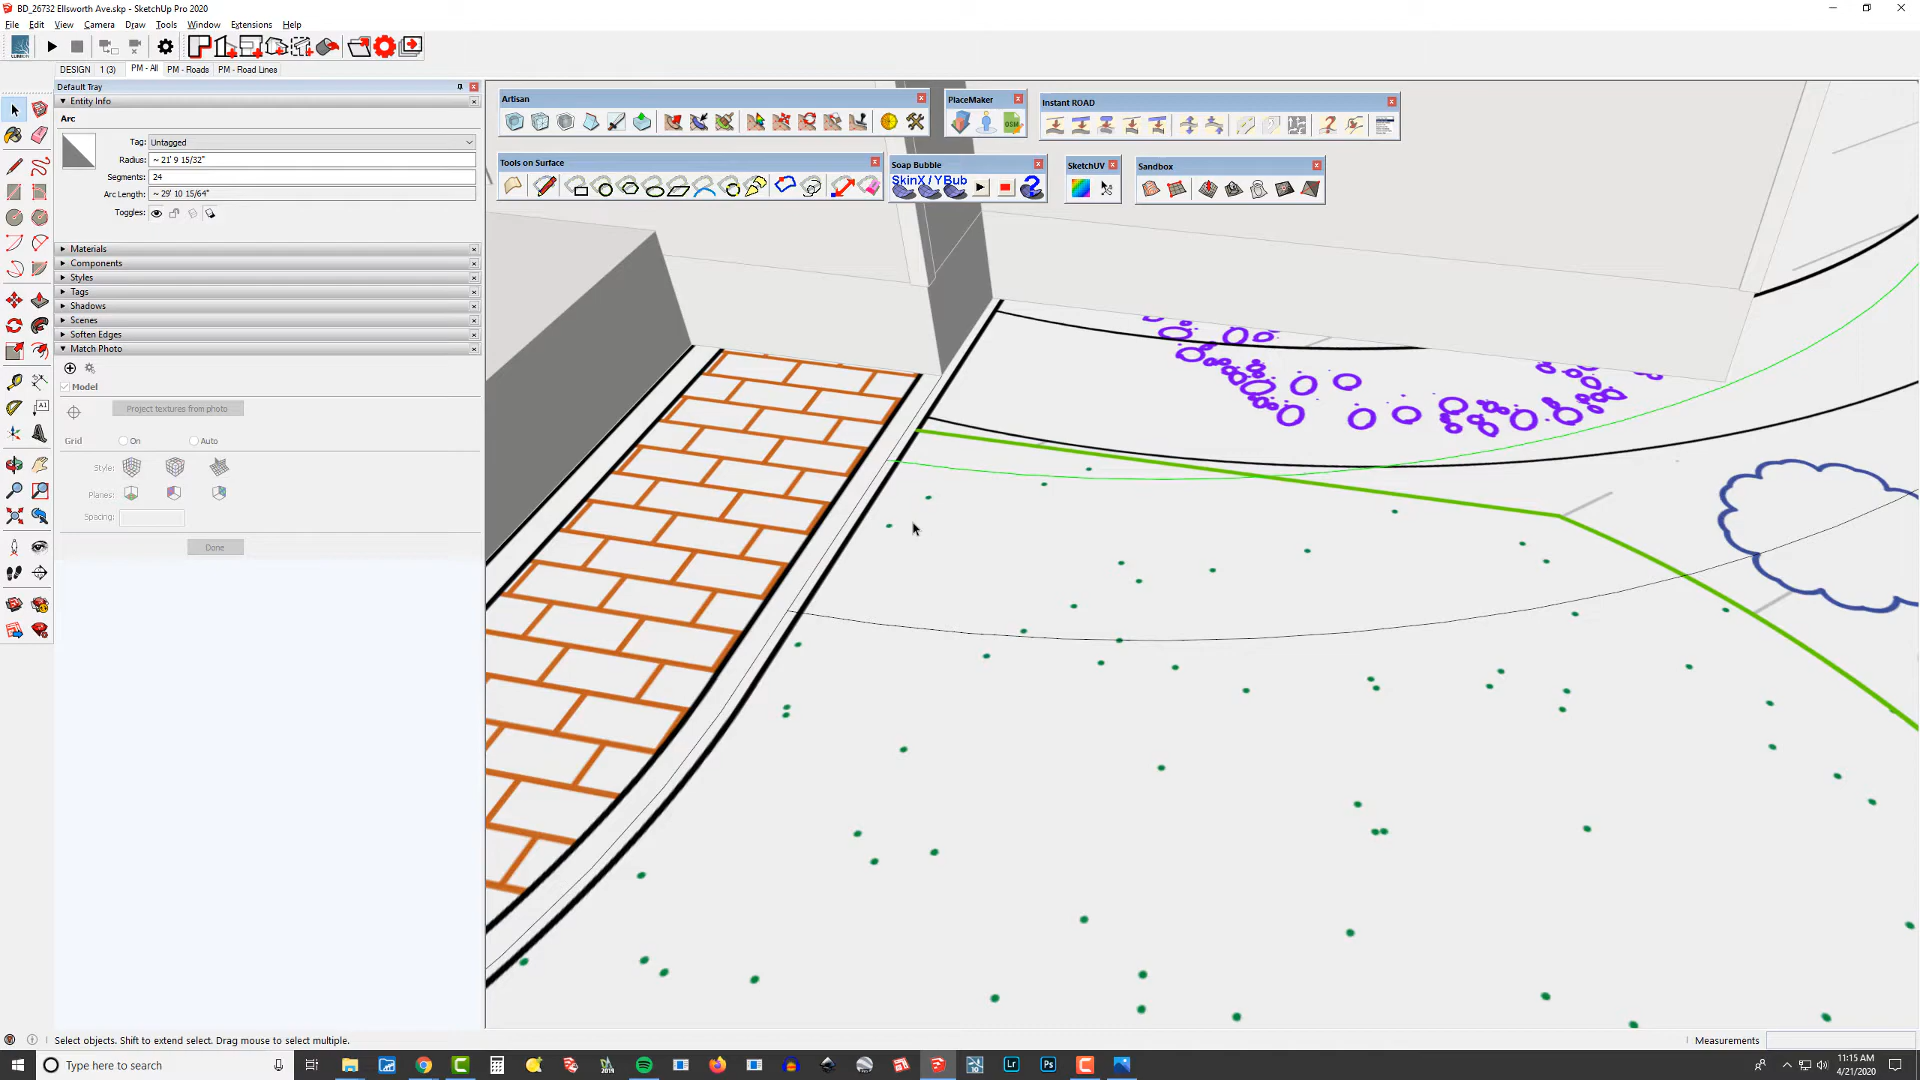 BD_26732 Ellsworth Ave.skp - SketchUp Pro 2020
File Edit View Camera Draw Tools Window Extensions Help
DESIGN 1 (3) PM - All PM - Roads PM - Road Lines
Default Tray
Entity Info
Arc
Tag: Untagged
Radius: ~ 21' 9 15/32"
Segments: 24
Arc Length: ~ 29' 10 15/64"
Toggles:
Materials
Components
Styles
Tags
Shadows
Scenes
Soften Edges
Match Photo
Model
Project textures from photo
Grid On Auto
Style:
Planes:
Spacing:
Done
Artisan
PlaceMaker
Instant ROAD
OSM
Tools on Surface
Soap Bubble
SketchUV
Sandbox
Skin X / Y Bub
Select objects. Shift to extend select. Drag mouse to select multiple.
Measurements
Type here to search
Lr
Ps
11:15 AM
4/21/2020